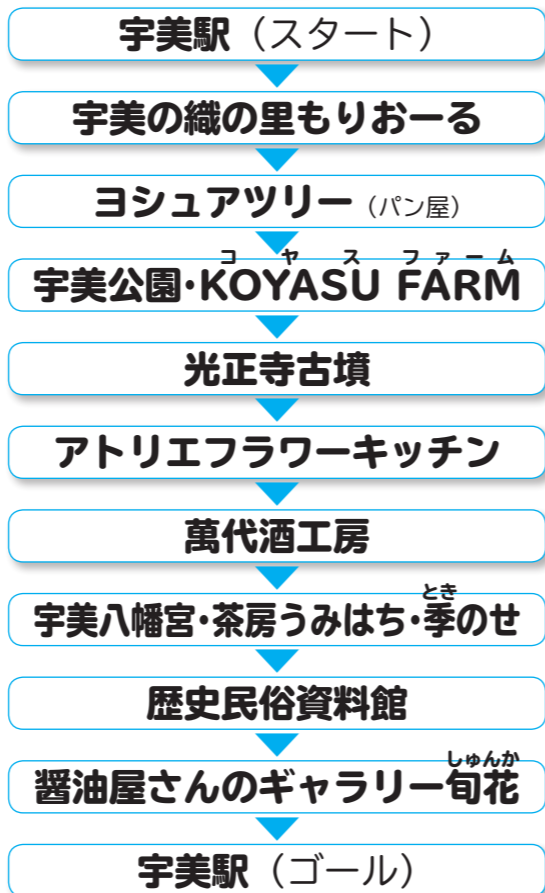 宇美駅（スタート）
宇美の織の里もりおーる
ヨシュアツリー（パン屋）
コヤス ファーム
宇美公園・KOYASU FARM
光正寺古墳
アトリエフラワーキッチン
萬代酒工房
とき
宇美八幡宮・茶房うみはち・季のせ
歴史民俗資料館
しゅんか
醤油屋さんのギャラリー旬花
宇美駅（ゴール）